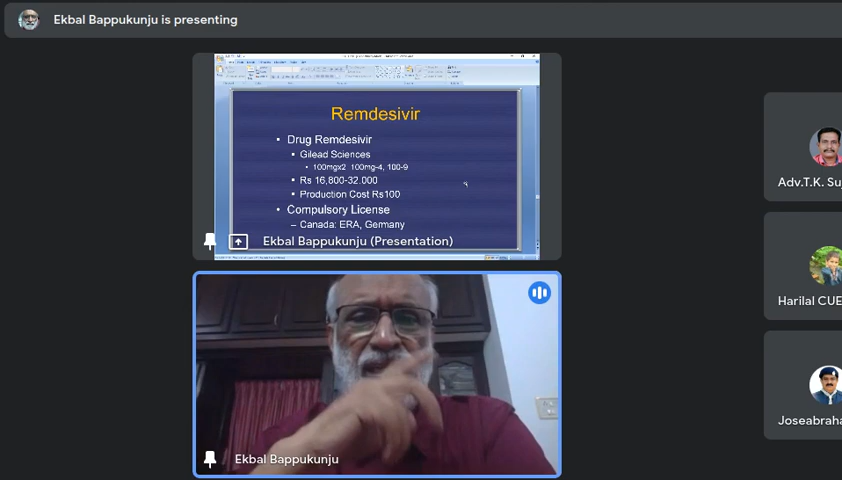 Ekbal Bappukunju is presenting
Remdesivir
Drug Remdesivir
Gilead Sciences
100mgx2 100mg-4, 100-9
Rs 16,800-32.000
Production Cost Rs100
Compulsory License
– Canada: ERA, Germany
Ekbal Bappukunju (Presentation)
Ekbal Bappukunju
Adv.T.K. Su
Harilal CUE
Joseabraha